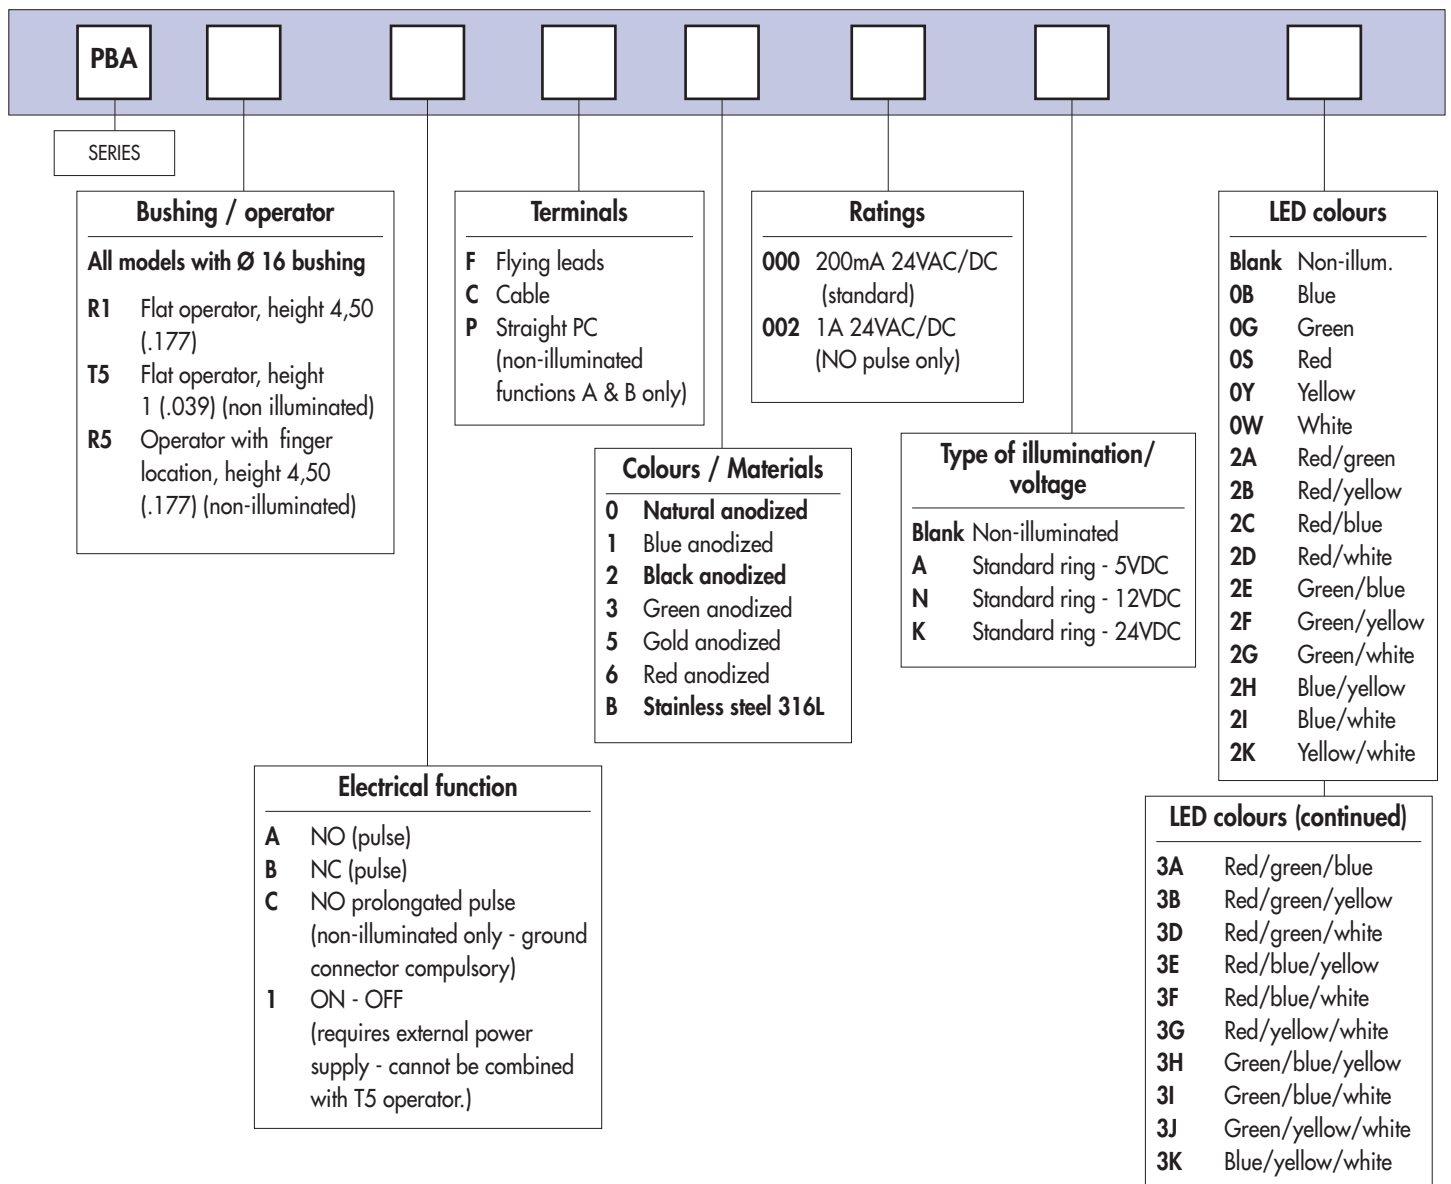 PBA
SERIES
Bushing / operator
All models with Ø 16 bushing
R1 Flat operator, height 4,50
(.177)
T5 Flat operator, height
1 (.039) (non illuminated)
R5 Operator with finger
location, height 4,50
(.177) (non-illuminated)
Terminals
F Flying leads
C Cable
P Straight PC
(non-illuminated
functions A & B only)
Ratings
000 200mA 24VAC/DC
(standard)
002 1A 24VAC/DC
(NO pulse only)
LED colours
Blank Non-illum.
0B Blue
0G Green
0S Red
0Y Yellow
0W White
2A Red/green
2B Red/yellow
2C Red/blue
2D Red/white
2E Green/blue
2F Green/yellow
2G Green/white
2H Blue/yellow
2I Blue/white
2K Yellow/white
Colours / Materials
0 Natural anodized
1 Blue anodized
2 Black anodized
3 Green anodized
5 Gold anodized
6 Red anodized
B Stainless steel 316L
Type of illumination/
voltage
Blank Non-illuminated
A Standard ring - 5VDC
N Standard ring - 12VDC
K Standard ring - 24VDC
Electrical function
A NO (pulse)
B NC (pulse)
C NO prolongated pulse
(non-illuminated only - ground
connector compulsory)
1 ON - OFF
(requires external power
supply - cannot be combined
with T5 operator.)
LED colours (continued)
3A Red/green/blue
3B Red/green/yellow
3D Red/green/white
3E Red/blue/yellow
3F Red/blue/white
3G Red/yellow/white
3H Green/blue/yellow
3I Green/blue/white
3J Green/yellow/white
3K Blue/yellow/white